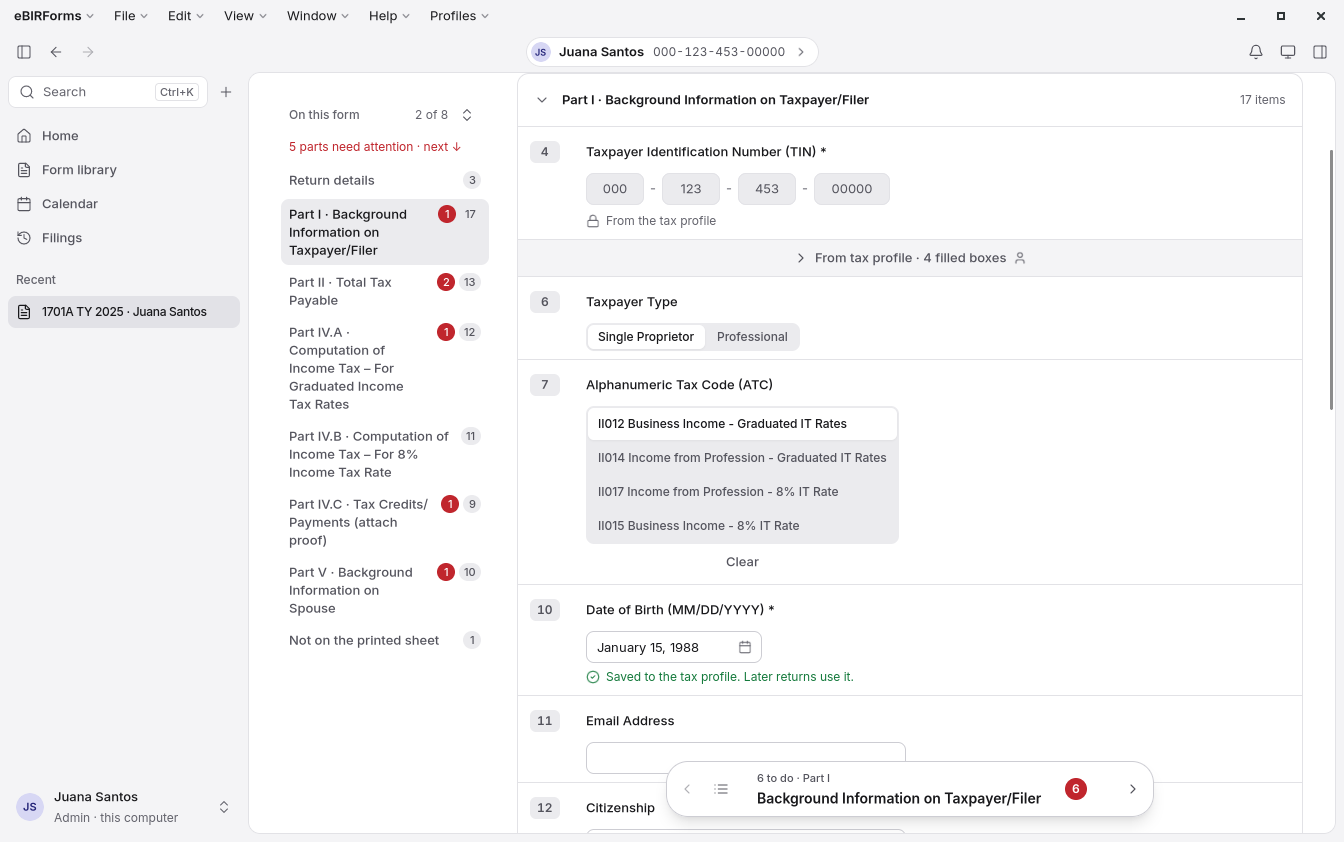 eBIRForms File Edit View Window Help Profiles
JS Juana Santos 000-123-453-00000
Search Ctrl+K
Home
Form library
Calendar
Filings
Recent
1701A TY 2025 · Juana Santos
JS Juana Santos
Admin · this computer
On this form 2 of 8
5 parts need attention · next ↓
Return details 3
Part I · Background 1 17
Information on
Taxpayer/Filer
Part II · Total Tax 2 13
Payable
Part IV.A · 1 12
Computation of
Income Tax – For
Graduated Income
Tax Rates
Part IV.B · Computation of 11
Income Tax – For 8%
Income Tax Rate
Part IV.C · Tax Credits/ 1 9
Payments (attach
proof)
Part V · Background 1 10
Information on
Spouse
Not on the printed sheet 1
Part I · Background Information on Taxpayer/Filer 17 items
4 Taxpayer Identification Number (TIN) *
000 - 123 - 453 - 00000
From the tax profile
From tax profile · 4 filled boxes
6 Taxpayer Type
Single Proprietor Professional
7 Alphanumeric Tax Code (ATC)
II012 Business Income - Graduated IT Rates
II014 Income from Profession - Graduated IT Rates
II017 Income from Profession - 8% IT Rate
II015 Business Income - 8% IT Rate
Clear
10 Date of Birth (MM/DD/YYYY) *
January 15, 1988
Saved to the tax profile. Later returns use it.
11 Email Address
12 Citizenship
6 to do · Part I
Background Information on Taxpayer/Filer 6